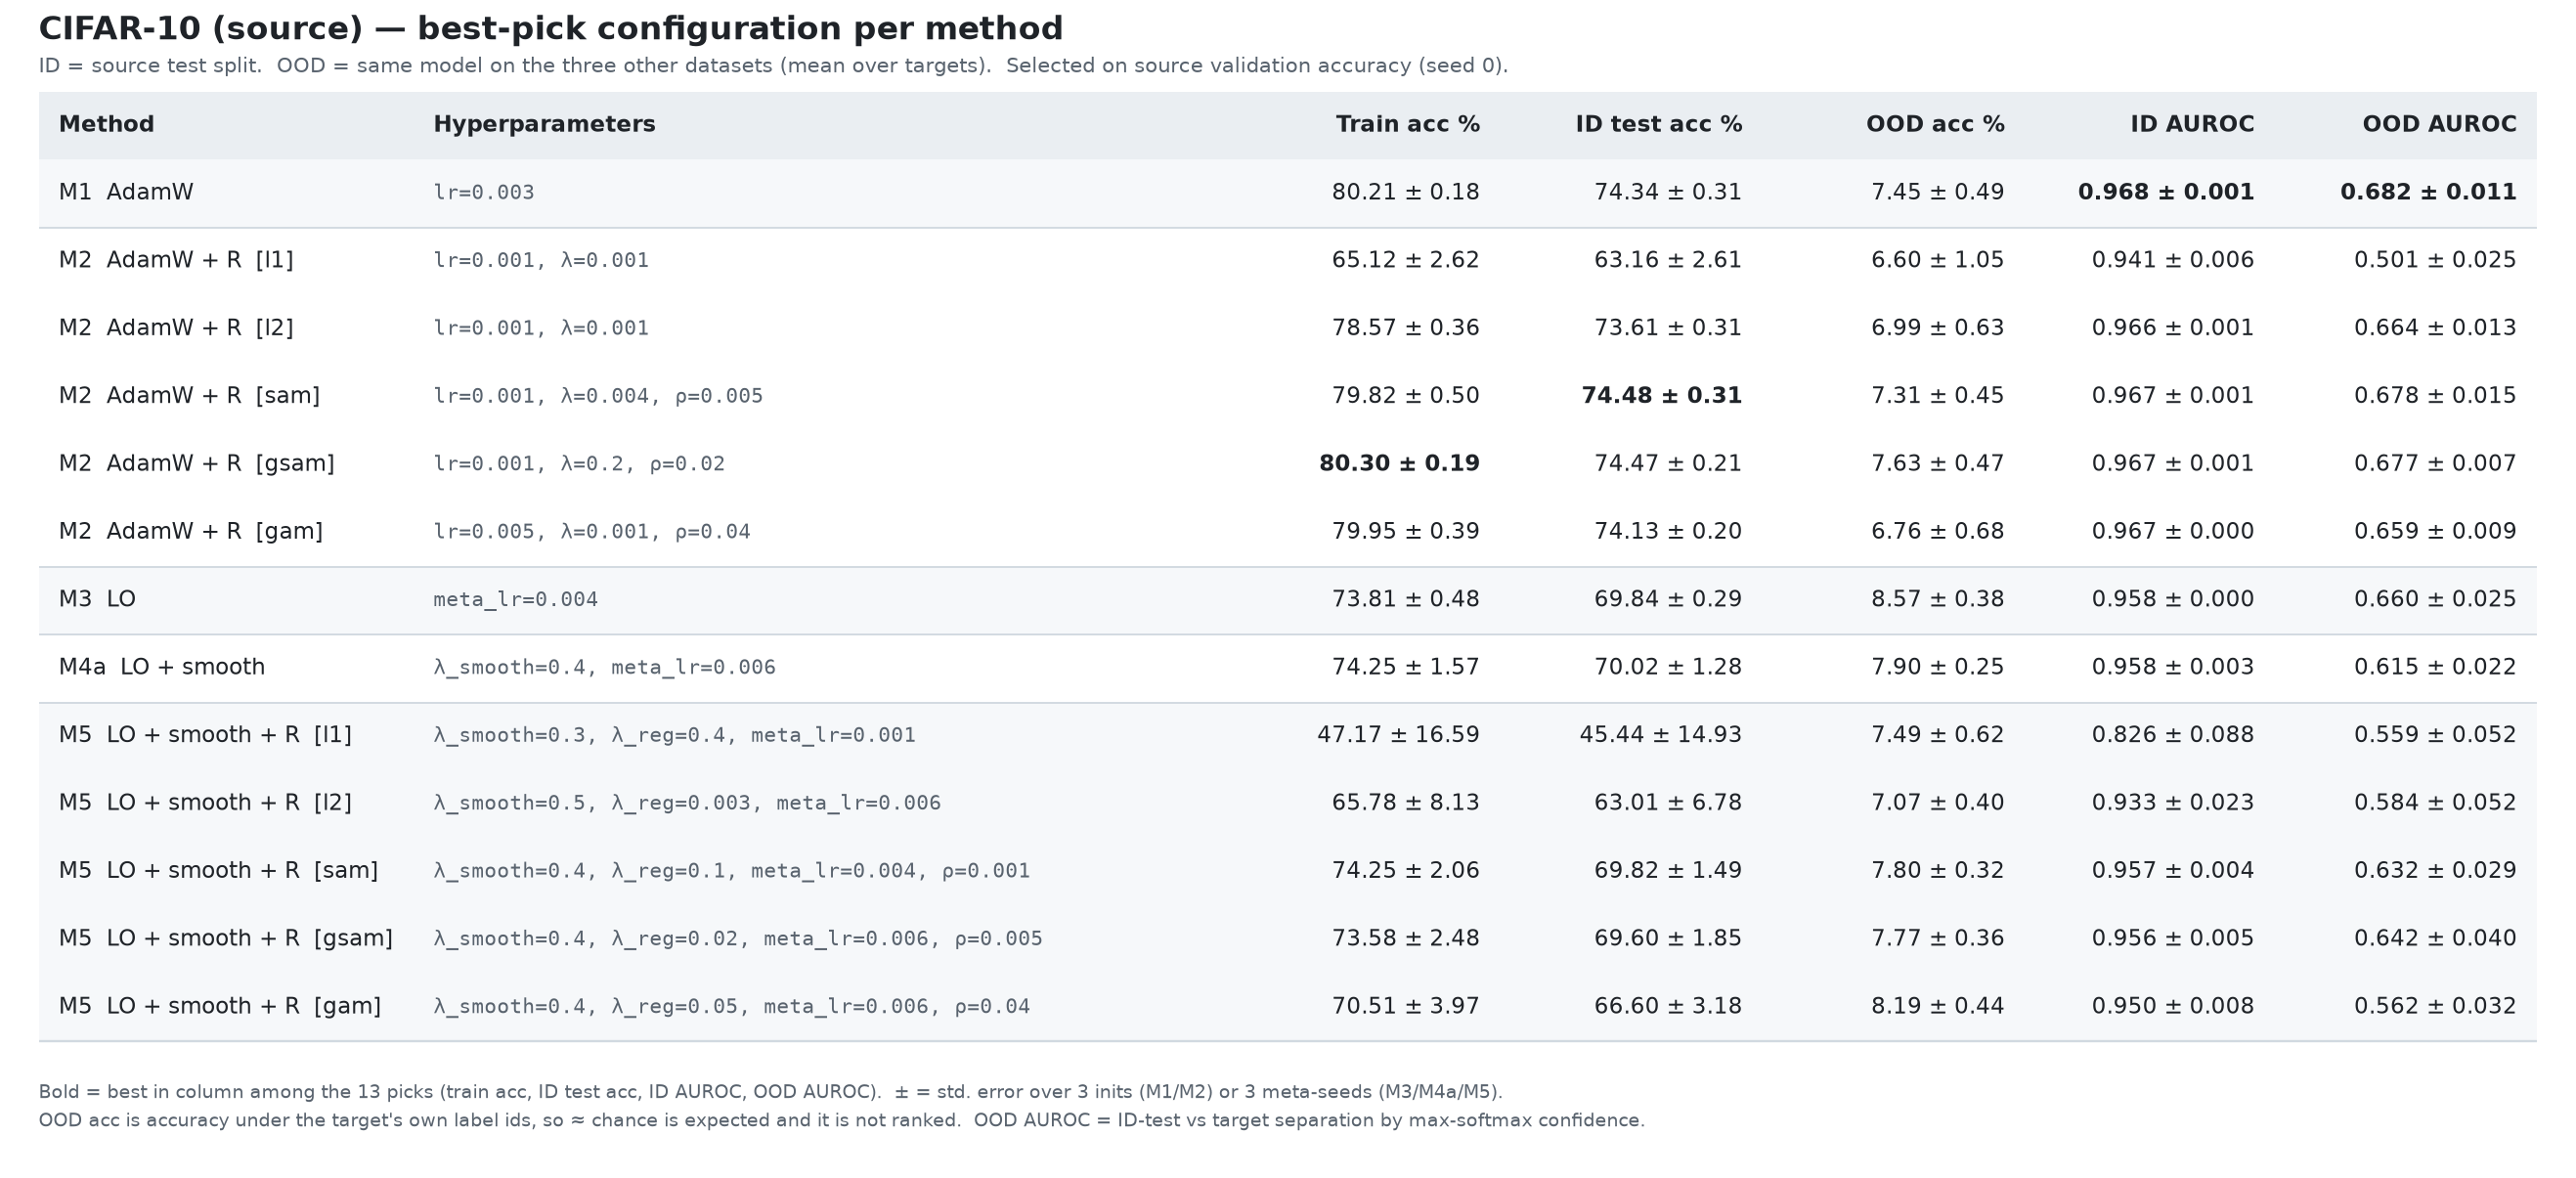 CIFAR-10 (source) — best-pick configuration per method
ID = source test split.  OOD = same model on the three other datasets (mean over targets).  Selected on source validation accuracy (seed 0).
Method Hyperparameters Train acc % ID test acc % OOD acc % ID AUROC OOD AUROC
M1 AdamW lr=0.003 80.21 ± 0.18 74.34 ± 0.31 7.45 ± 0.49 0.968 ± 0.001 0.682 ± 0.011
M2 AdamW + R [l1] lr=0.001, λ=0.001 65.12 ± 2.62 63.16 ± 2.61 6.60 ± 1.05 0.941 ± 0.006 0.501 ± 0.025
M2 AdamW + R [l2] lr=0.001, λ=0.001 78.57 ± 0.36 73.61 ± 0.31 6.99 ± 0.63 0.966 ± 0.001 0.664 ± 0.013
M2 AdamW + R [sam] lr=0.001, λ=0.004, ρ=0.005 79.82 ± 0.50 74.48 ± 0.31 7.31 ± 0.45 0.967 ± 0.001 0.678 ± 0.015
M2 AdamW + R [gsam] lr=0.001, λ=0.2, ρ=0.02 80.30 ± 0.19 74.47 ± 0.21 7.63 ± 0.47 0.967 ± 0.001 0.677 ± 0.007
M2 AdamW + R [gam] lr=0.005, λ=0.001, ρ=0.04 79.95 ± 0.39 74.13 ± 0.20 6.76 ± 0.68 0.967 ± 0.000 0.659 ± 0.009
M3 LO meta_lr=0.004 73.81 ± 0.48 69.84 ± 0.29 8.57 ± 0.38 0.958 ± 0.000 0.660 ± 0.025
M4a LO + smooth λ_smooth=0.4, meta_lr=0.006 74.25 ± 1.57 70.02 ± 1.28 7.90 ± 0.25 0.958 ± 0.003 0.615 ± 0.022
M5 LO + smooth + R [l1] λ_smooth=0.3, λ_reg=0.4, meta_lr=0.001 47.17 ± 16.59 45.44 ± 14.93 7.49 ± 0.62 0.826 ± 0.088 0.559 ± 0.052
M5 LO + smooth + R [l2] λ_smooth=0.5, λ_reg=0.003, meta_lr=0.006 65.78 ± 8.13 63.01 ± 6.78 7.07 ± 0.40 0.933 ± 0.023 0.584 ± 0.052
M5 LO + smooth + R [sam] λ_smooth=0.4, λ_reg=0.1, meta_lr=0.004, ρ=0.001 74.25 ± 2.06 69.82 ± 1.49 7.80 ± 0.32 0.957 ± 0.004 0.632 ± 0.029
M5 LO + smooth + R [gsam] λ_smooth=0.4, λ_reg=0.02, meta_lr=0.006, ρ=0.005 73.58 ± 2.48 69.60 ± 1.85 7.77 ± 0.36 0.956 ± 0.005 0.642 ± 0.040
M5 LO + smooth + R [gam] λ_smooth=0.4, λ_reg=0.05, meta_lr=0.006, ρ=0.04 70.51 ± 3.97 66.60 ± 3.18 8.19 ± 0.44 0.950 ± 0.008 0.562 ± 0.032
Bold = best in column among the 13 picks (train acc, ID test acc, ID AUROC, OOD AUROC).  ± = std. error over 3 inits (M1/M2) or 3 meta-seeds (M3/M4a/M5).
OOD acc is accuracy under the target's own label ids, so ≈ chance is expected and it is not ranked.  OOD AUROC = ID-test vs target separation by max-softmax confidence.